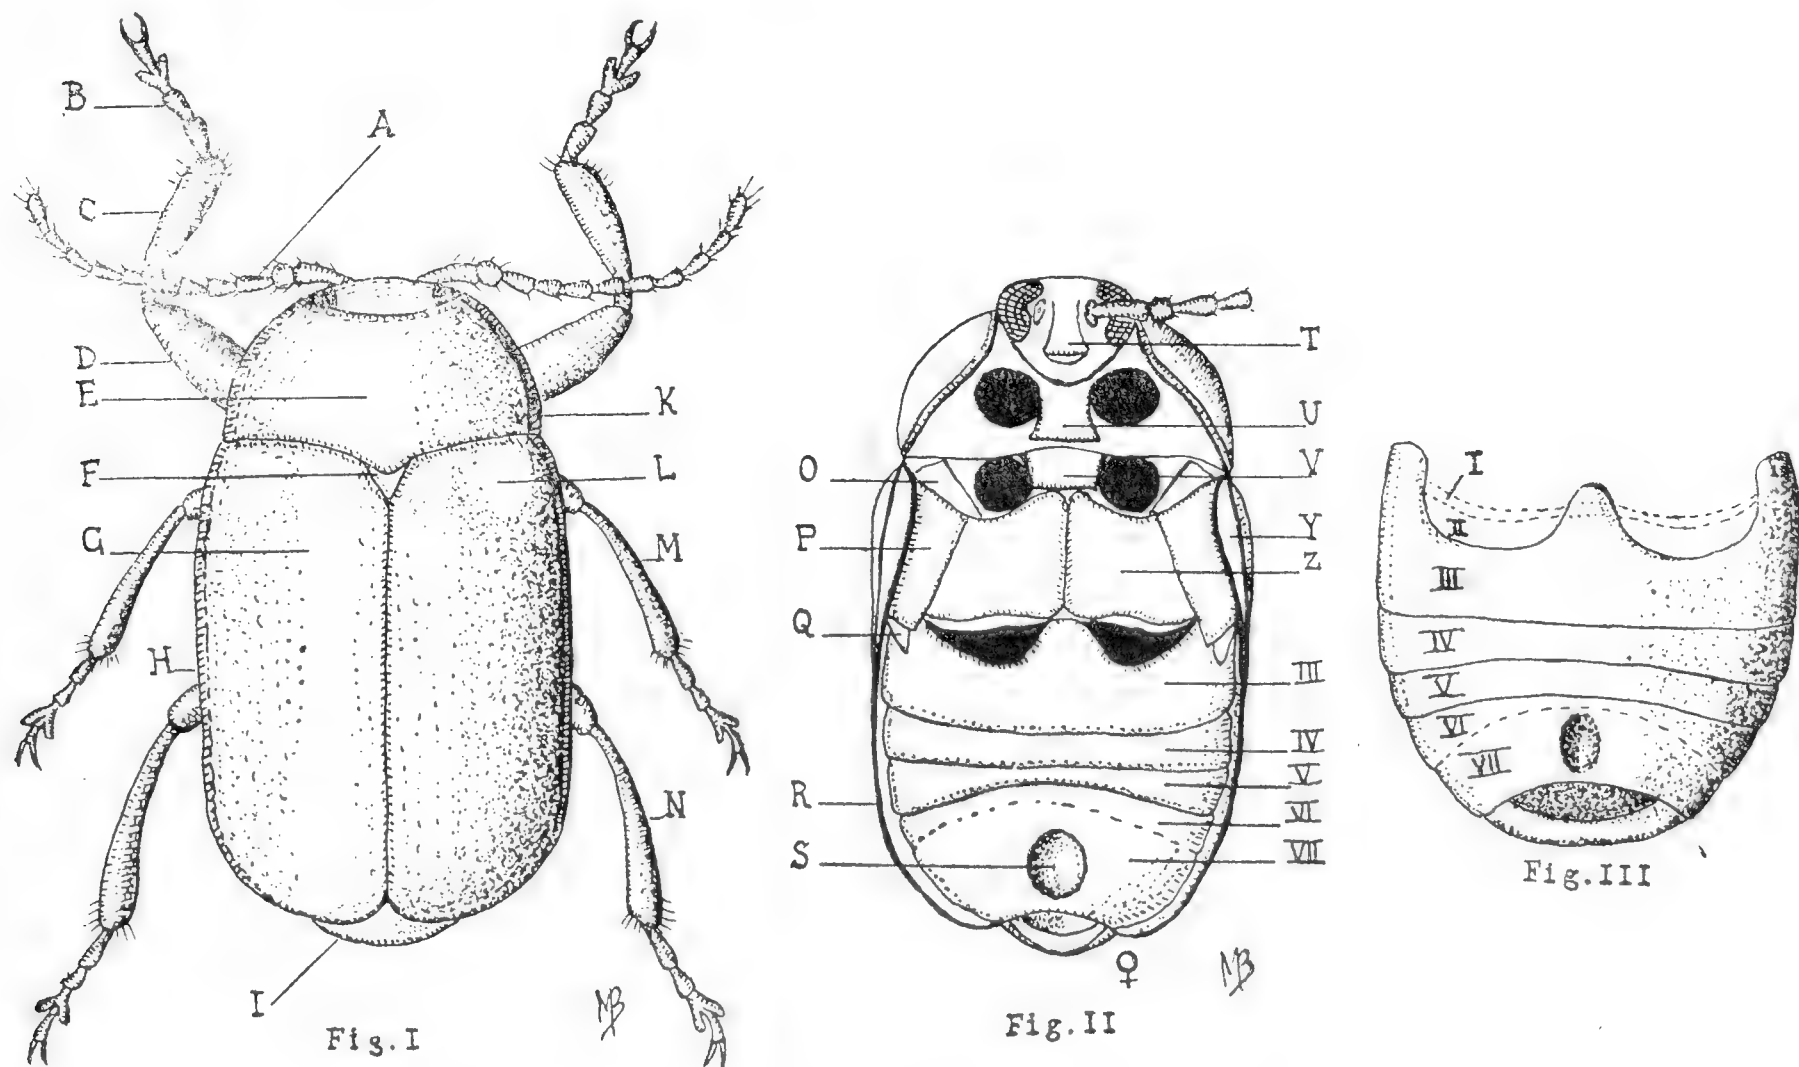 B
A
C
D
E
K
F
L
G
M
H
N
I
MB
Fig.I
T
U
O
V
P
Y
Z
Q
III
IV
V
R
VI
S
VII
♀
MB
Fig.II
I
II
III
IV
V
VI
VII
Fig.III